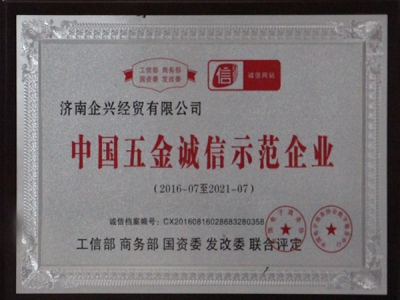 工信部 商务部
国资委 发改委
信 诚信网站
济南企兴经贸有限公司
中国五金诚信示范企业
(2016-07至2021-07)
诚信档案编号：CX20160816028683280358
工信部 商务部 国资委 发改委 联合评定